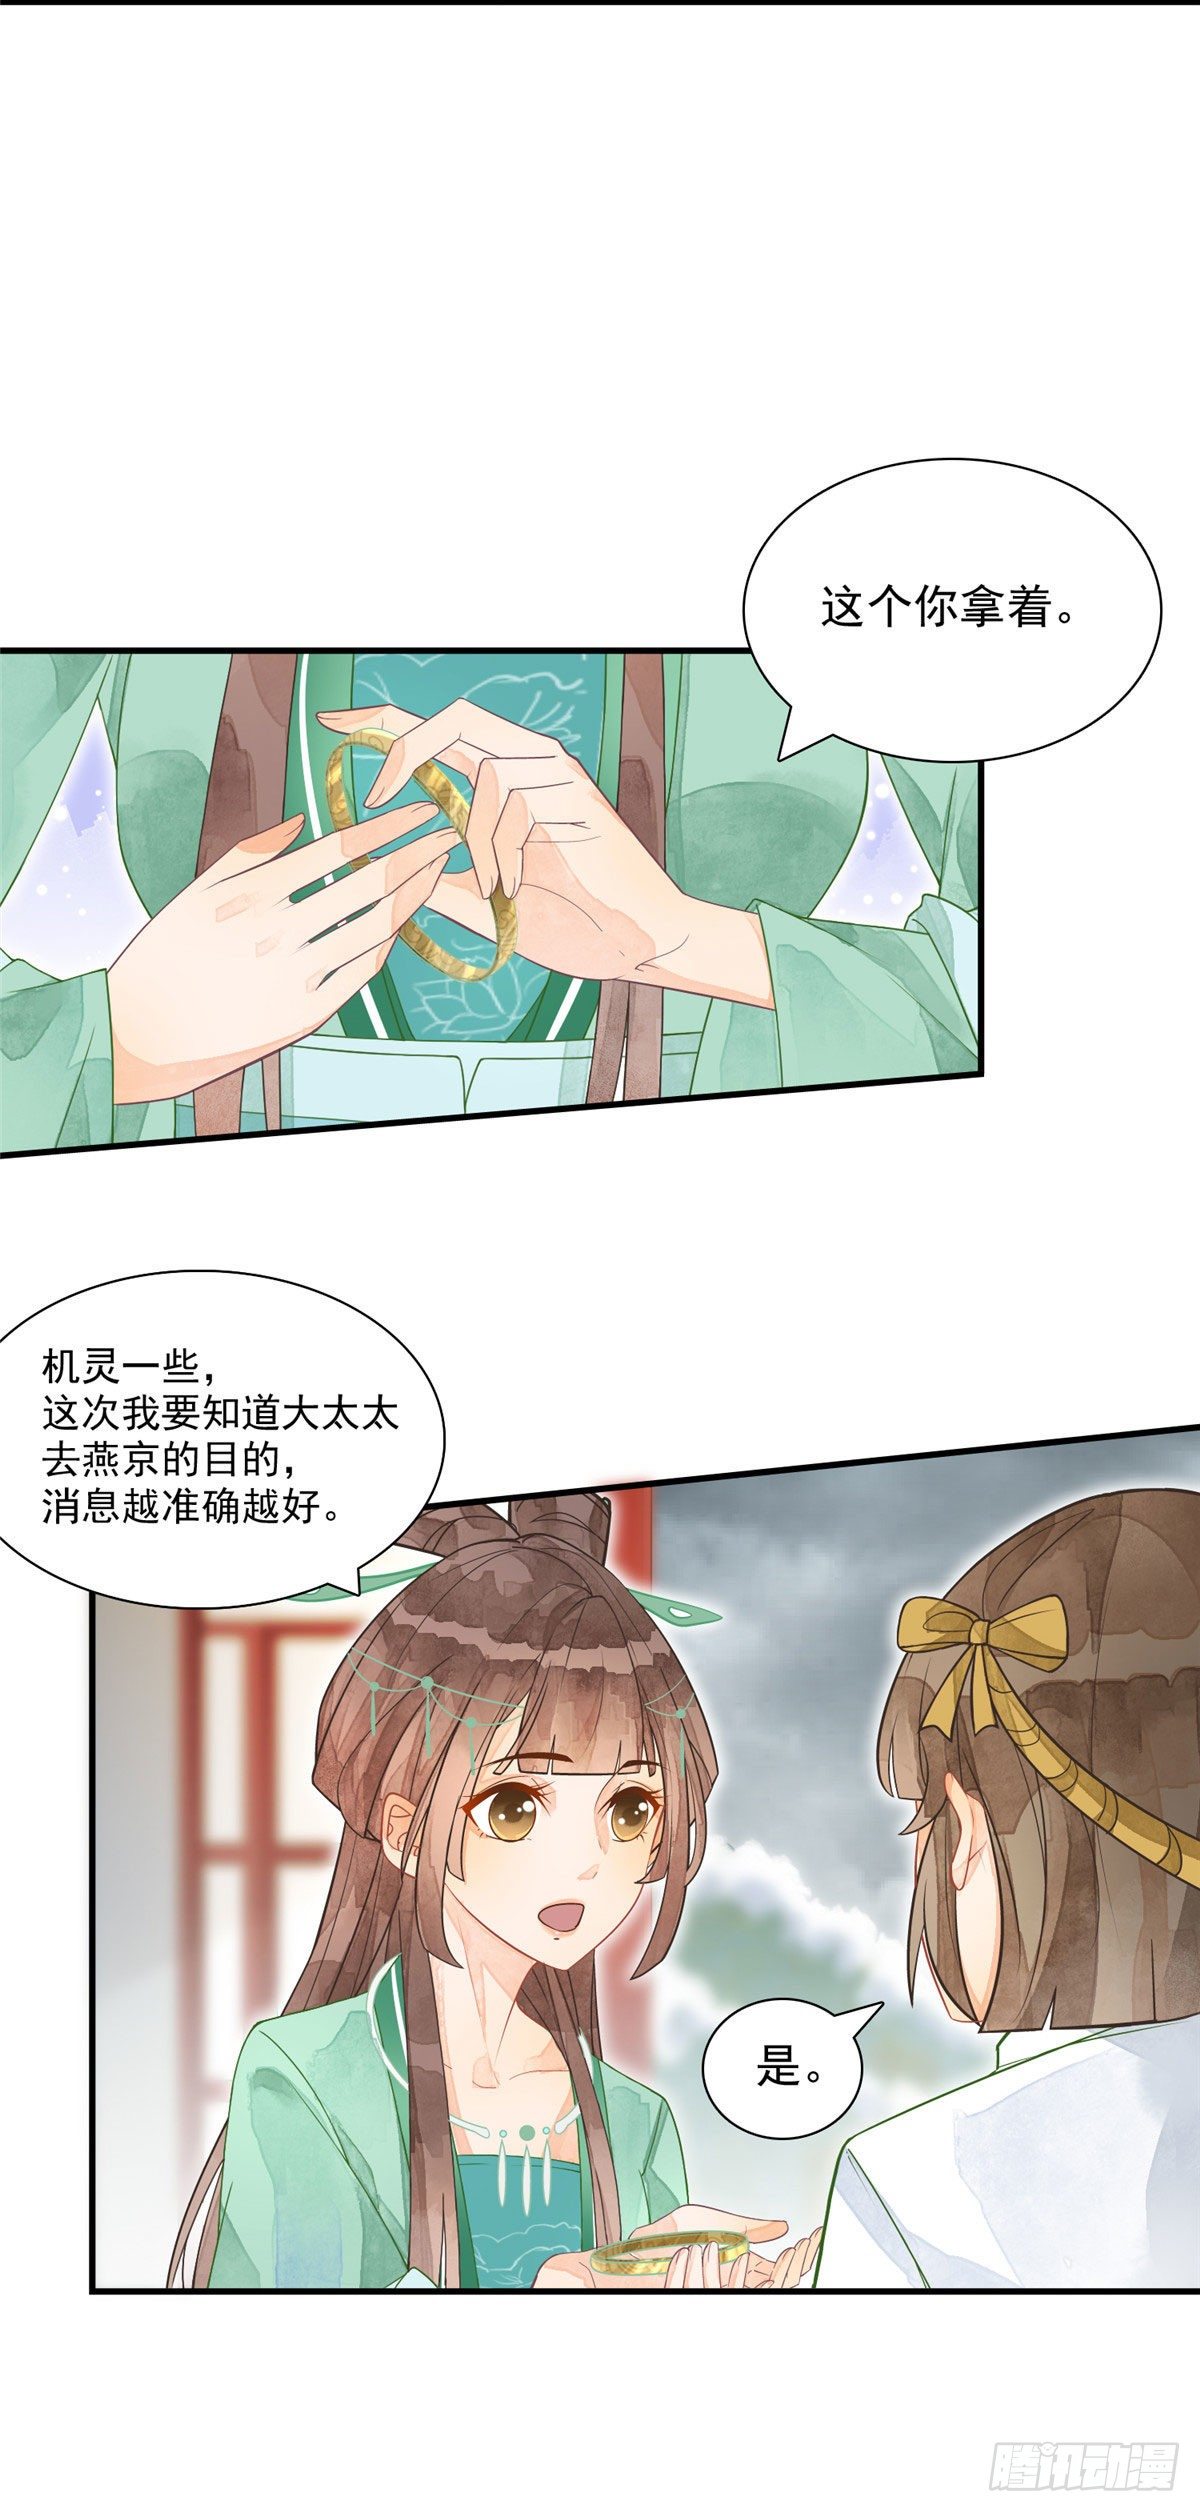 这个你拿着。
机灵一些，
这次我要知道大太太
去燕京的目的，
消息越准确越好。
是。
腾讯动漫